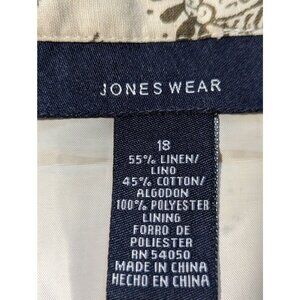 JONES WEAR
18
55% LINEN/
LINO
45% COTTON/
ALGODON
100% POLYESTER
LINING
FORRO DE
POLIESTER
RN 54050
MADE IN CHINA
HECHO EN CHINA